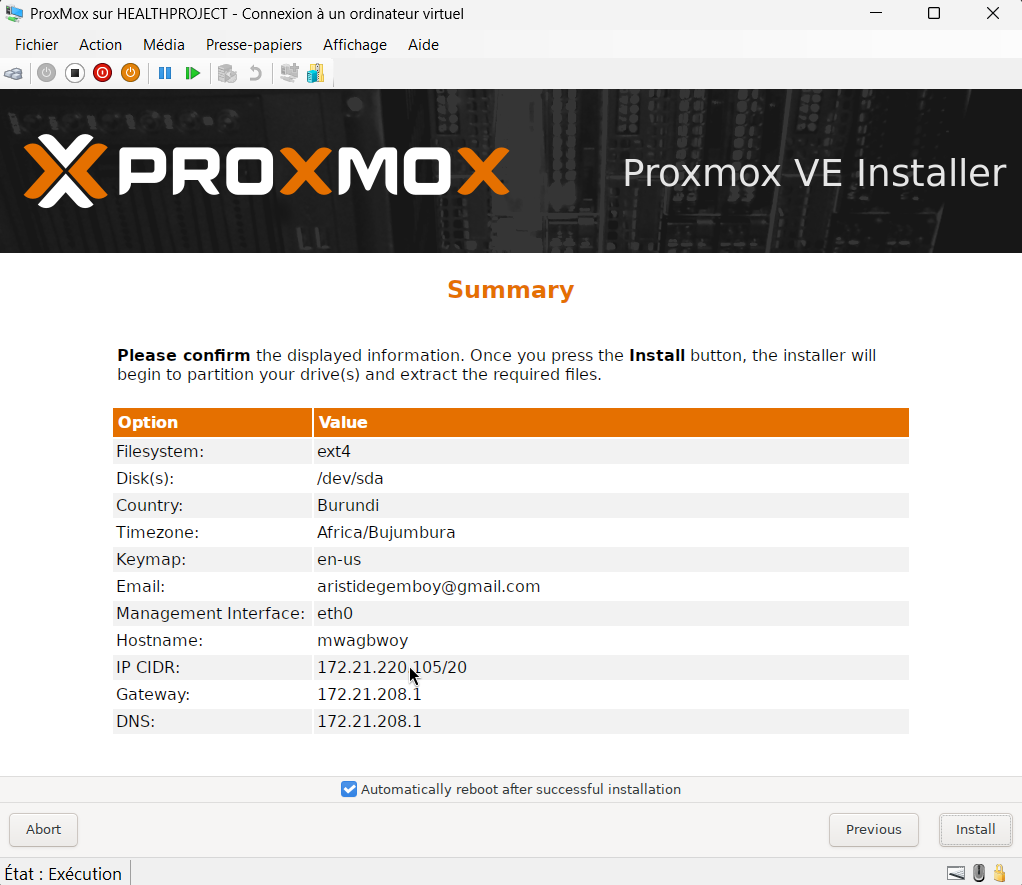 ProxMox sur HEALTHPROJECT - Connexion à un ordinateur virtuel
Fichier Action Média Presse-papiers Affichage Aide
PROXMOX
Proxmox VE Installer
Summary
Please confirm the displayed information. Once you press the Install button, the installer will
begin to partition your drive(s) and extract the required files.
Option Value
Filesystem: ext4
Disk(s): /dev/sda
Country: Burundi
Timezone: Africa/Bujumbura
Keymap: en-us
Email: aristidegemboy@gmail.com
Management Interface: eth0
Hostname: mwagbwoy
IP CIDR: 172.21.220.105/20
Gateway: 172.21.208.1
DNS: 172.21.208.1
Automatically reboot after successful installation
Abort Previous Install
État : Exécution